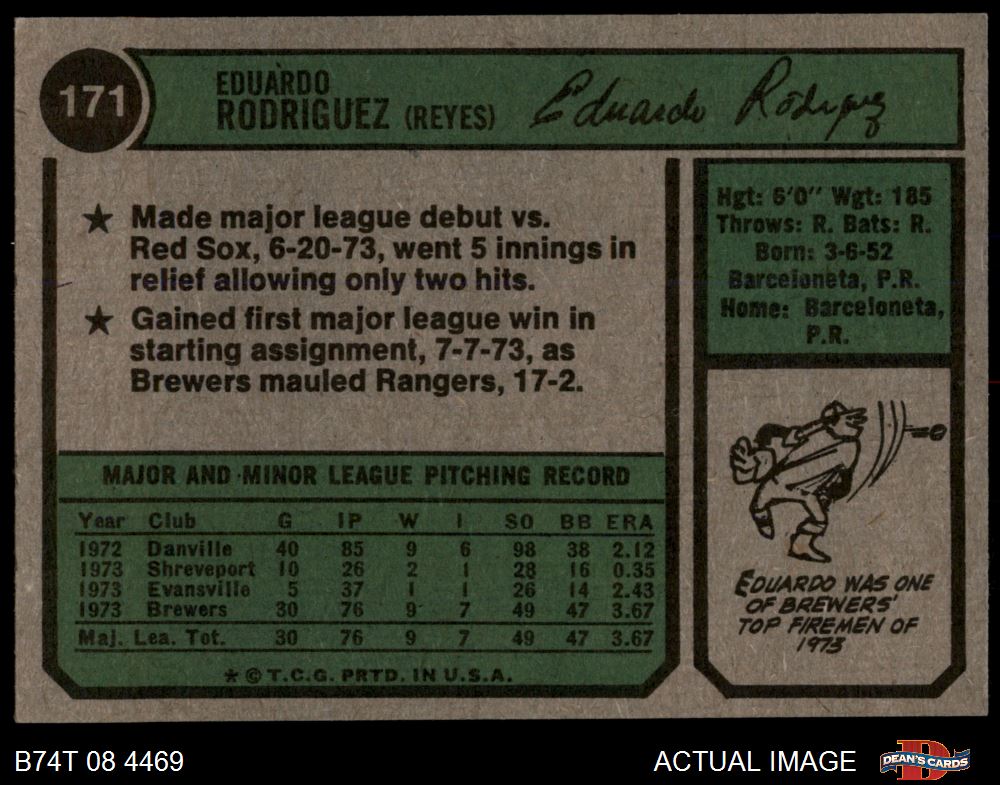 171
EDUARDO
RODRIGUEZ (REYES)
Eduardo Rodriguez
★ Made major league debut vs.
Red Sox, 6-20-73, went 5 innings in
relief allowing only two hits.
★ Gained first major league win in
starting assignment, 7-7-73, as
Brewers mauled Rangers, 17-2.
Hgt: 6'0" Wgt: 185
Throws: R. Bats: R.
Born: 3-6-52
Barceloneta, P.R.
Home: Barceloneta,
P.R.
MAJOR AND MINOR LEAGUE PITCHING RECORD
Year Club G IP W L SO BB ERA
1972 Danville 40 85 9 6 98 38 2.12
1973 Shreveport 10 26 2 1 28 16 0.35
1973 Evansville 5 37 1 1 26 14 2.43
1973 Brewers 30 76 9 7 49 47 3.67
Maj. Lea. Tot. 30 76 9 7 49 47 3.67
* © T.C.G. PRTD. IN U.S.A.
EDUARDO WAS ONE
OF BREWERS'
TOP FIREMEN OF
1973
B74T 08 4469
ACTUAL IMAGE
D
DEAN'S CARDS